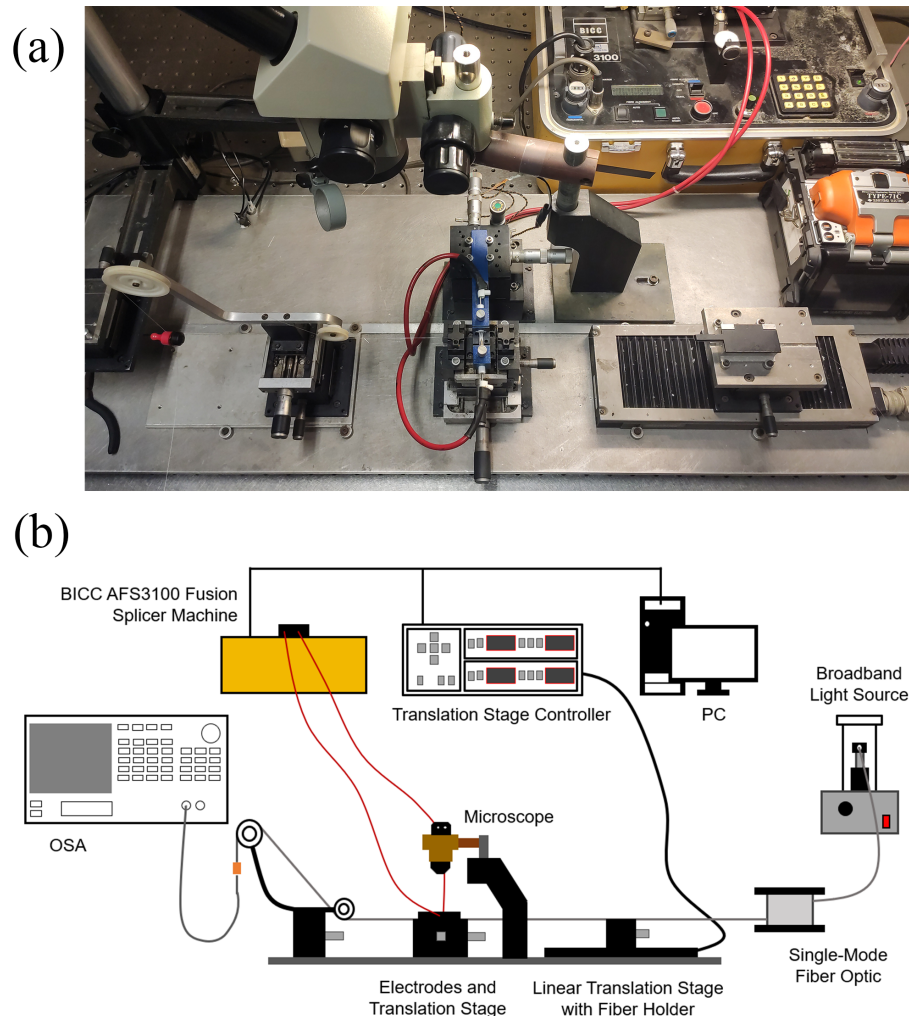 (a)
BICC
3100
TYPE-71C
(b)
BICC AFS3100 Fusion
Splicer Machine
Translation Stage Controller
PC
Broadband
Light Source
OSA
Microscope
Electrodes and
Translation Stage
Linear Translation Stage
with Fiber Holder
Single-Mode
Fiber Optic